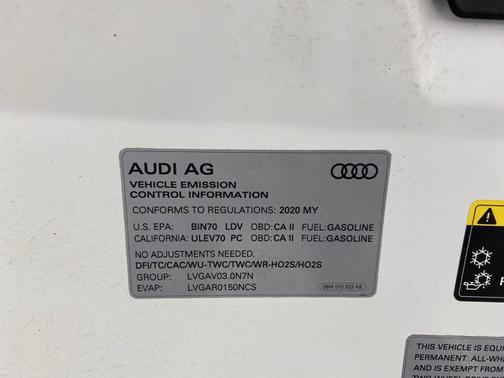 AUDI AG
VEHICLE EMISSION
CONTROL INFORMATION
CONFORMS TO REGULATIONS: 2020 MY
U.S. EPA: BIN70 LDV OBD: CA II FUEL: GASOLINE
CALIFORNIA: ULEV70 PC OBD: CA II FUEL: GASOLINE
NO ADJUSTMENTS NEEDED.
DFI/TC/CAC/WU-TWC/TWC/WR-HO2S/HO2S
GROUP: LVGAV03.0N7N
EVAP: LVGAR0150NCS
06M 010 533 AB
THIS VEHICLE IS EQUI
PERMANENT ALL-WHE
AND IS EXEMPT FROM